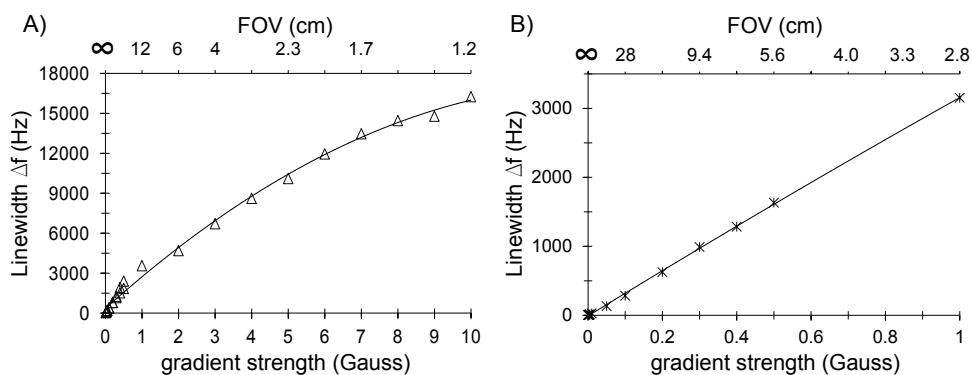 A)
FOV (cm)
∞ 12 6 4 2.3 1.7 1.2
18000
15000
12000
9000
6000
3000
0
Linewidth Δf (Hz)
0 1 2 3 4 5 6 7 8 9 10
gradient strength (Gauss)
B)
FOV (cm)
∞ 28 9.4 5.6 4.0 3.3 2.8
3000
2000
1000
0
Linewidth Δf (Hz)
0 0.2 0.4 0.6 0.8 1
gradient strength (Gauss)